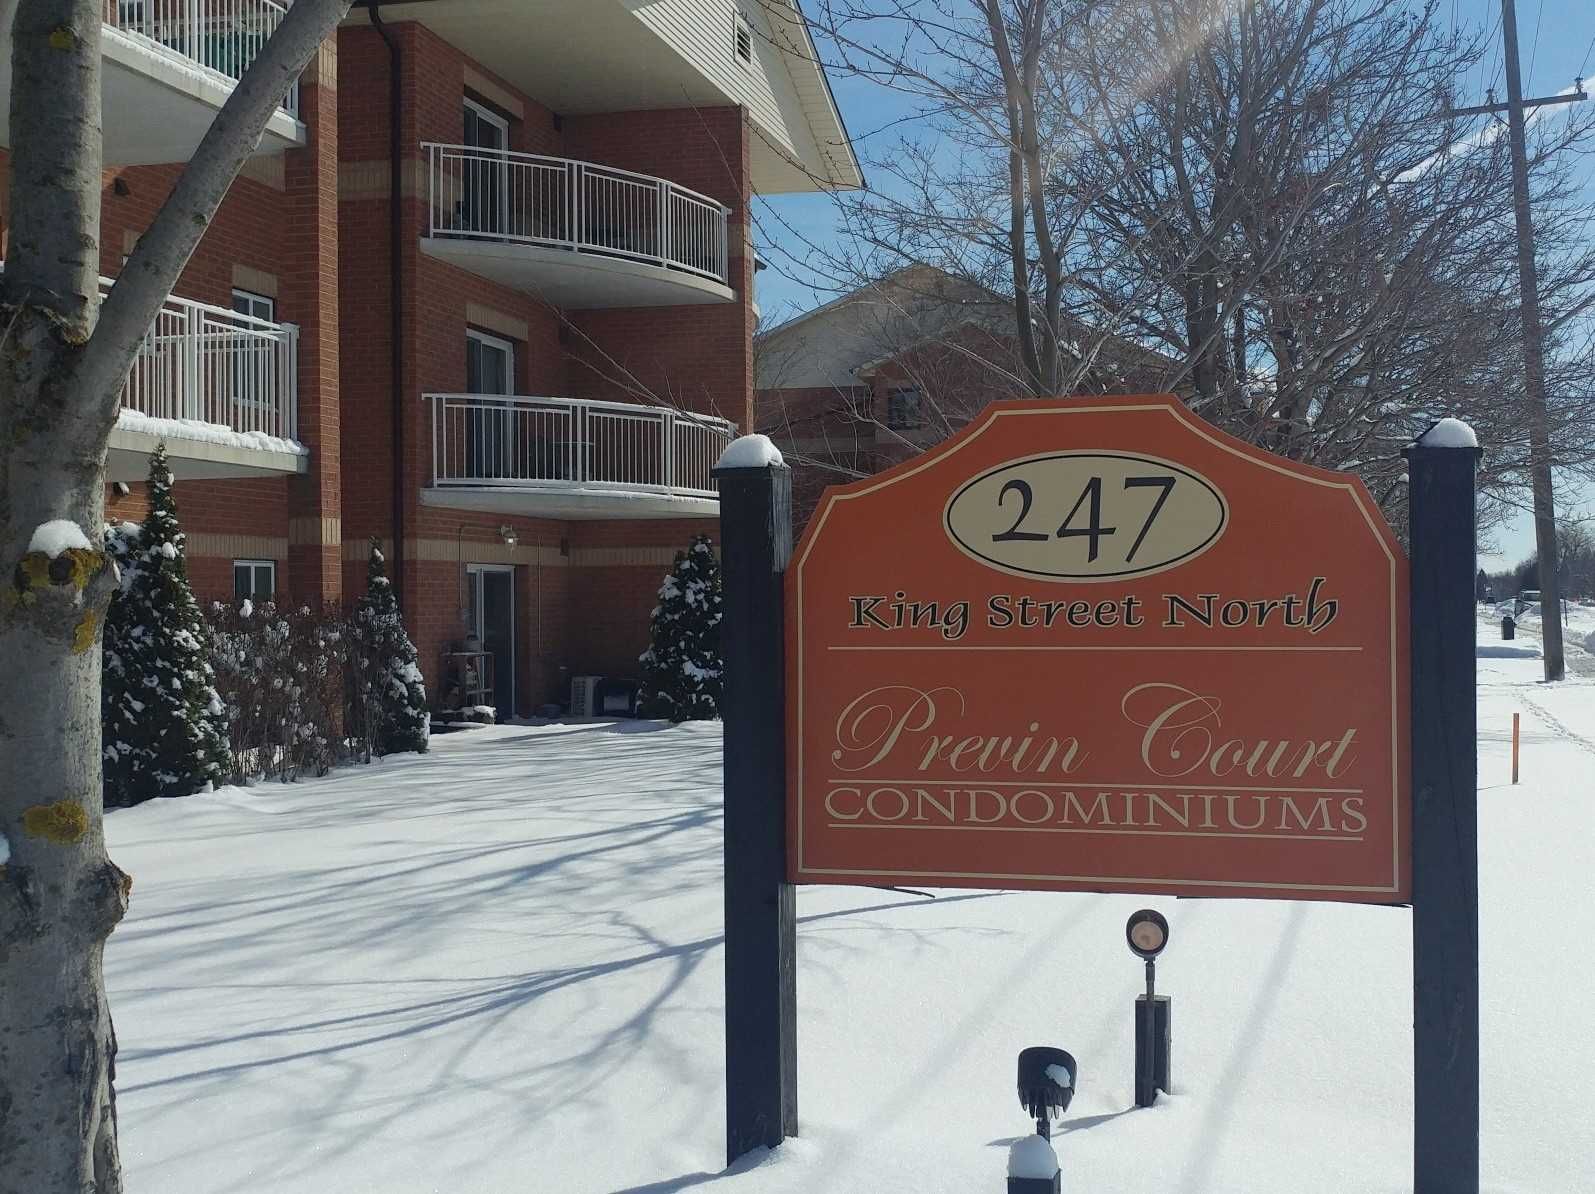 247
King Street North
Previn Court
CONDOMINIUMS